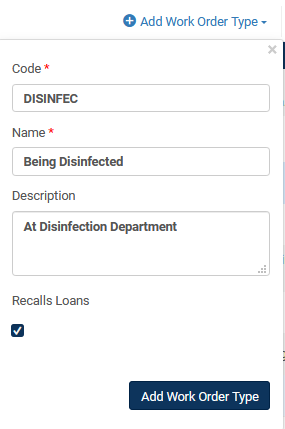 Add Work Order Type
×
Code *
DISINFEC
Name *
Being Disinfected
Description
At Disinfection Department
Recalls Loans
Add Work Order Type